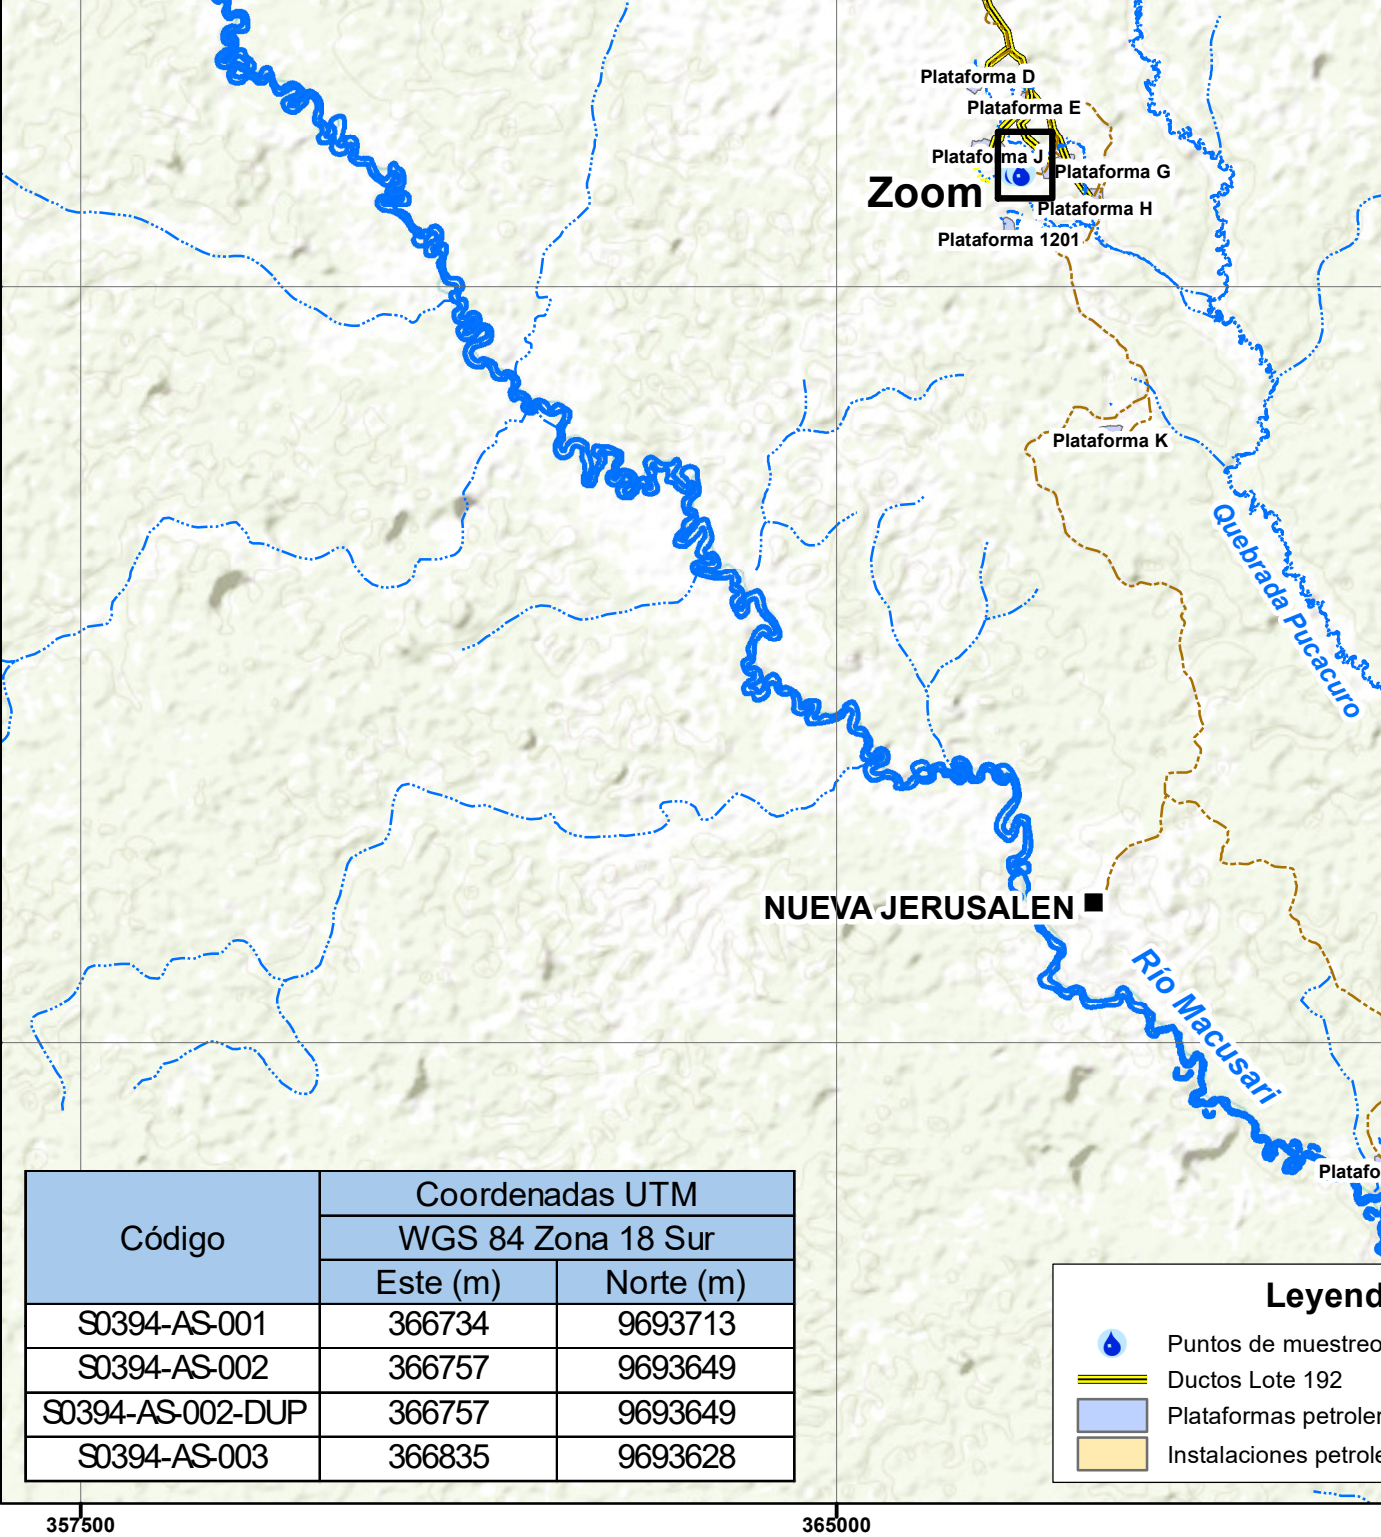 Plataforma D
Plataforma E
Plataforma J
Plataforma G
Zoom
Plataforma H
Plataforma 1201
Plataforma K
Quebrada Pucacuro
NUEVA JERUSALEN
Río Macusari
Platafo
Código
Coordenadas UTM
WGS 84 Zona 18 Sur
Este (m) Norte (m)
S0394-AS-001 366734 9693713
S0394-AS-002 366757 9693649
S0394-AS-002-DUP 366757 9693649
S0394-AS-003 366835 9693628
Leyend
Puntos de muestreo
Ductos Lote 192
Plataformas petroler
Instalaciones petrole
357500 365000